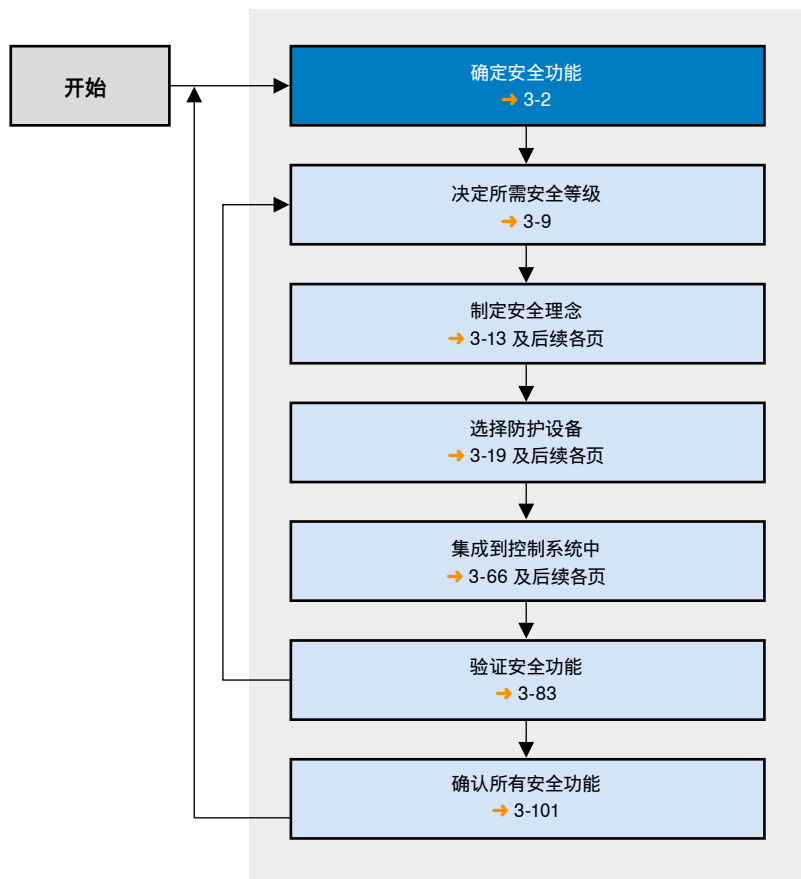 开始
确定安全功能
➜ 3-2
决定所需安全等级
➜ 3-9
制定安全理念
➜ 3-13 及后续各页
选择防护设备
➜ 3-19 及后续各页
集成到控制系统中
➜ 3-66 及后续各页
验证安全功能
➜ 3-83
确认所有安全功能
➜ 3-101